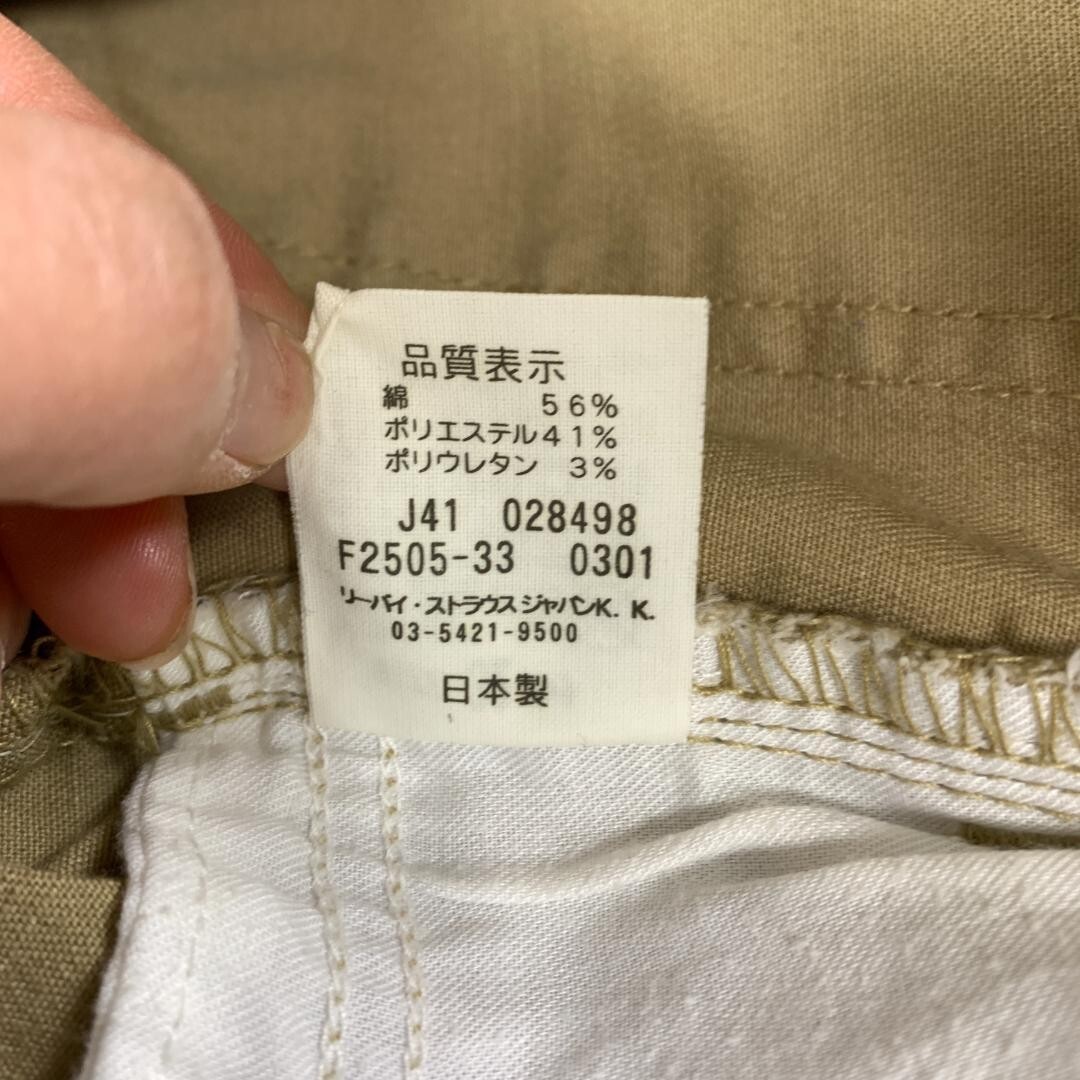 品質表示
綿 56%
ポリエステル41%
ポリウレタン 3%
J41 028498
F2505-33 0301
リーバイ・ストラウスジャパンK.K.
03-5421-9500
日本製